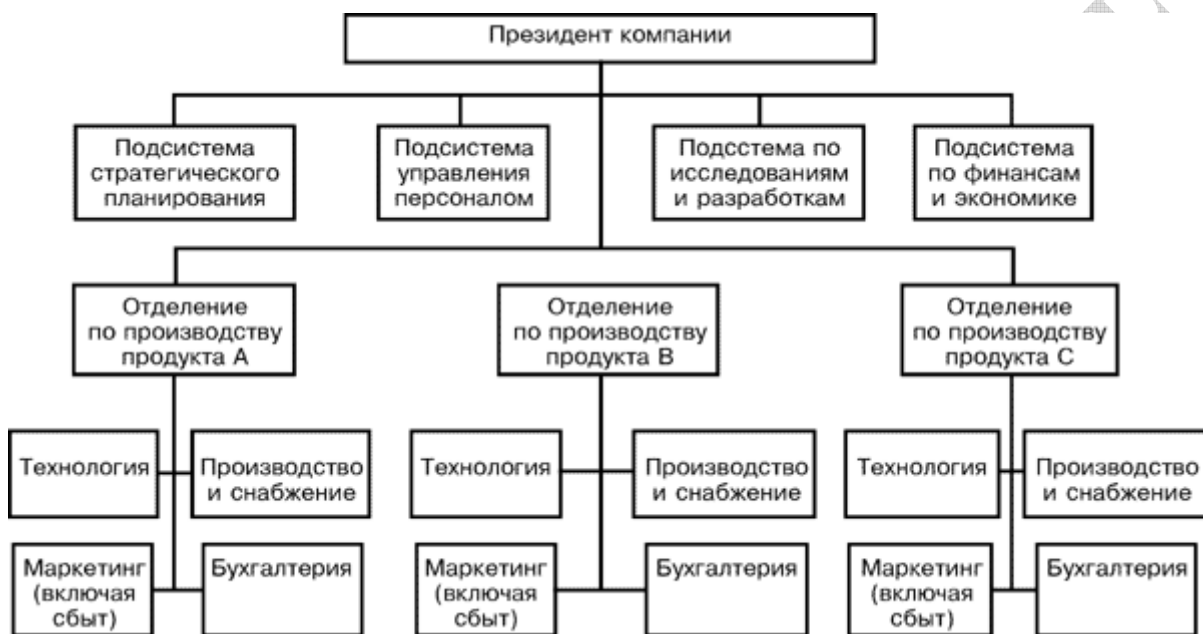 Президент компании
Подсистема
стратегического
планирования
Подсистема
управления
персоналом
Подсстема по
исследованиям
и разработкам
Подсистема
по финансам
и экономике
Отделение
по производству
продукта А
Отделение
по производству
продукта В
Отделение
по производству
продукта С
Технология
Производство
и снабжение
Технология
Производство
и снабжение
Технология
Производство
и снабжение
Маркетинг
(включая
сбыт)
Бухгалтерия
Маркетинг
(включая
сбыт)
Бухгалтерия
Маркетинг
(включая
сбыт)
Бухгалтерия